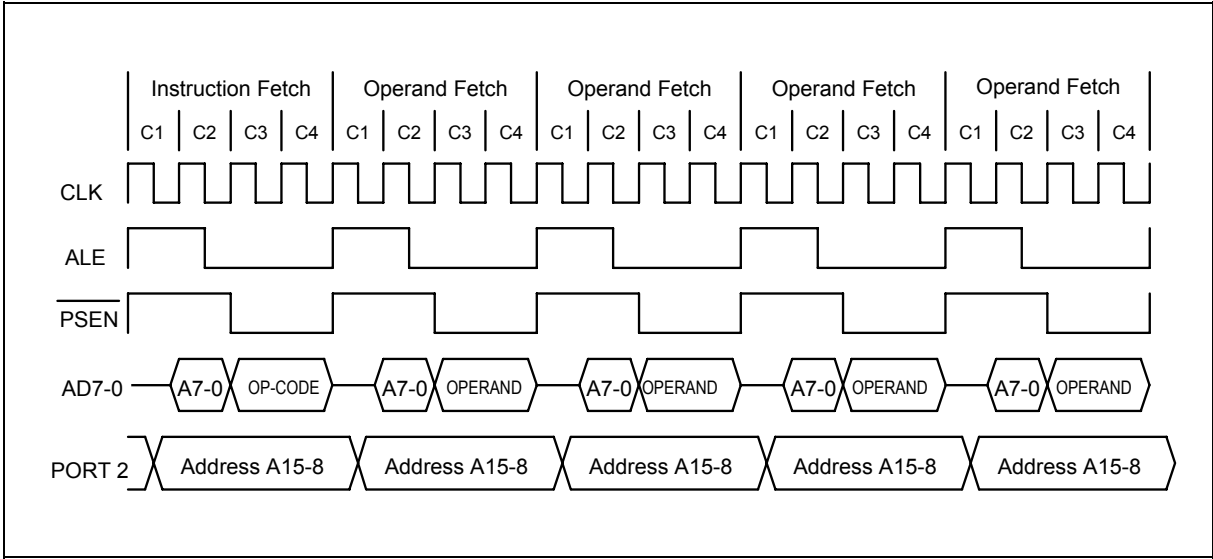 Instruction Fetch Operand Fetch Operand Fetch Operand Fetch Operand Fetch
C1 C2 C3 C4 C1 C2 C3 C4 C1 C2 C3 C4 C1 C2 C3 C4 C1 C2 C3 C4
CLK
ALE
PSEN
AD7-0 A7-0 OP-CODE A7-0 OPERAND A7-0 OPERAND A7-0 OPERAND A7-0 OPERAND
PORT 2 Address A15-8 Address A15-8 Address A15-8 Address A15-8 Address A15-8